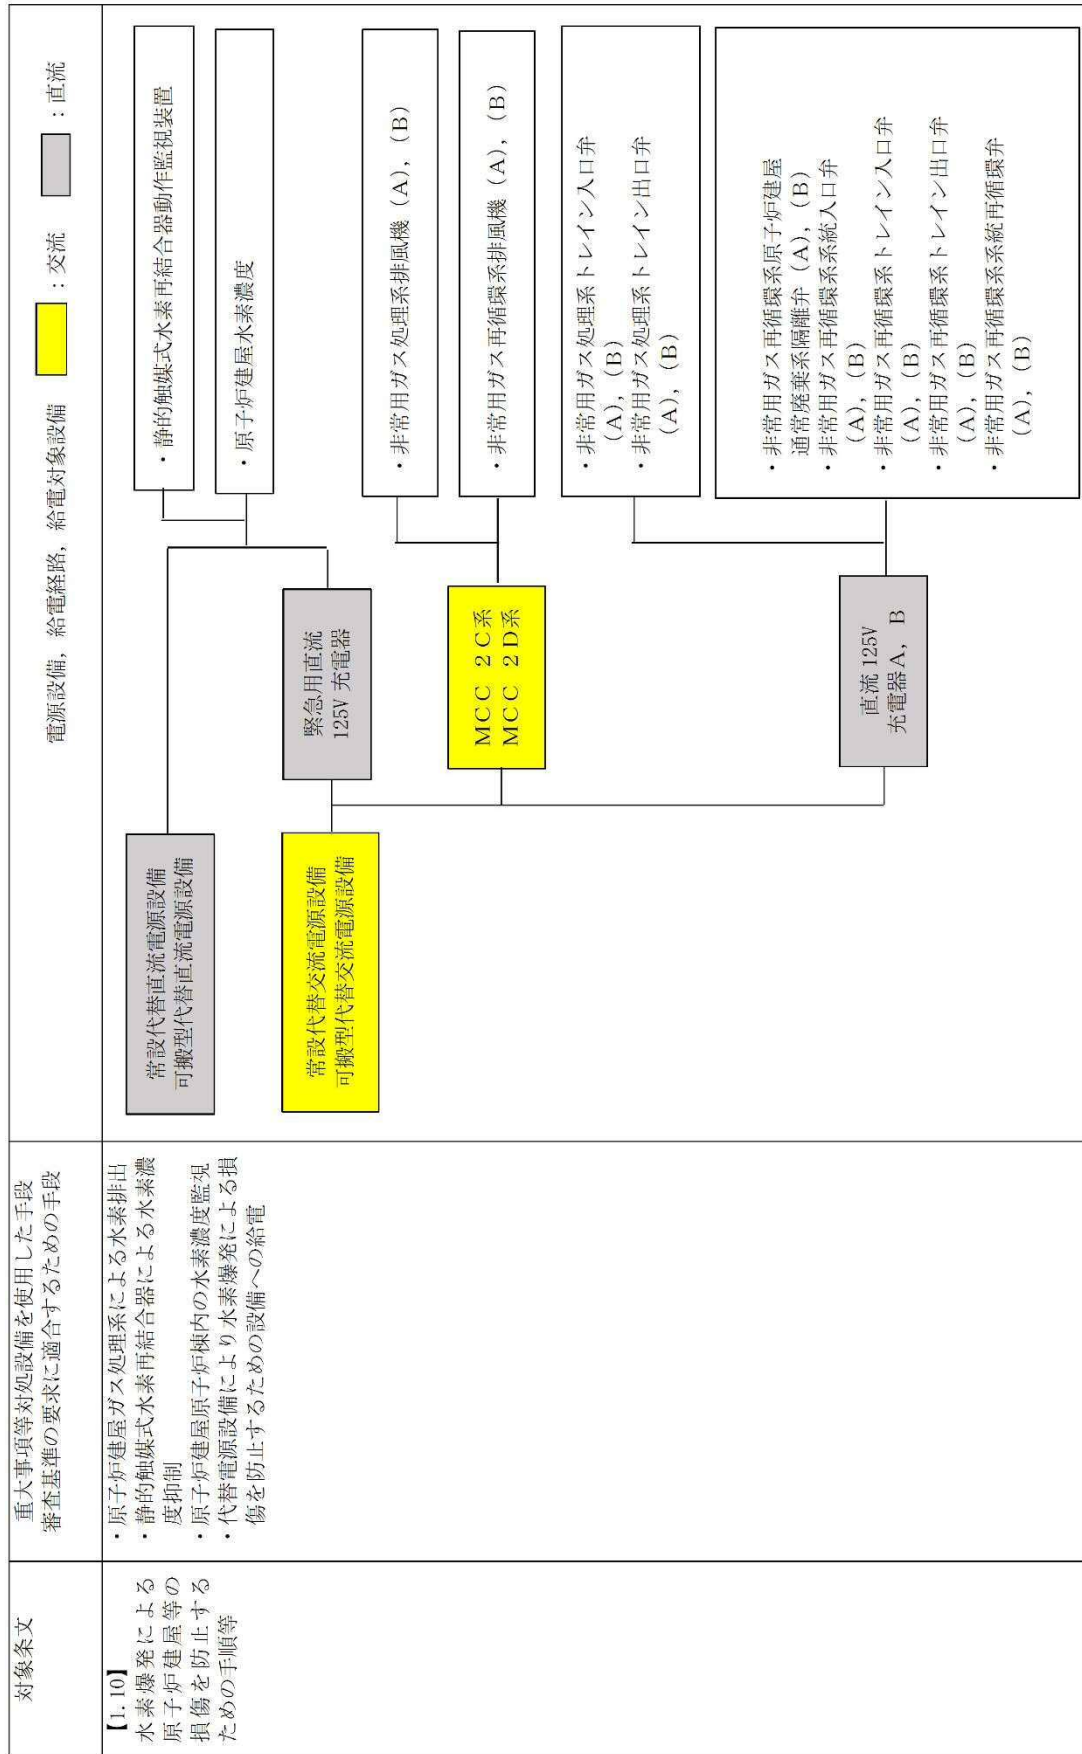 対象条文
重大事項等対処設備を使用した手段
審査基準の要求に適合するための手段
電源設備，給電経路，給電対象設備
：交流
：直流
【1.10】
水素爆発による
原子炉建屋等の
損傷を防止する
ための手順等
・原子炉建屋ガス処理系による水素排出
・静的触媒式水素再結合器による水素濃
度抑制
・原子炉建屋原子炉棟内の水素濃度監視
・代替電源設備により水素爆発による損
傷を防止するための設備への給電
常設代替直流電源設備
可搬型代替直流電源設備
常設代替交流電源設備
可搬型代替交流電源設備
緊急用直流
125V 充電器
MCC 2C系
MCC 2D系
直流 125V
充電器A，B
・静的触媒式水素再結合器動作監視装置
・原子炉建屋水素濃度
・非常用ガス処理系排風機（A），（B）
・非常用ガス再循環系排風機（A），（B）
・非常用ガス処理系トレイン入口弁
（A），（B）
・非常用ガス処理系トレイン出口弁
（A），（B）
・非常用ガス再循環系原子炉建屋
通常廃棄系隔離弁（A），（B）
・非常用ガス再循環系系統入口弁
（A），（B）
・非常用ガス再循環系トレイン入口弁
（A），（B）
・非常用ガス再循環系トレイン出口弁
（A），（B）
・非常用ガス再循環系系統再循環弁
（A），（B）